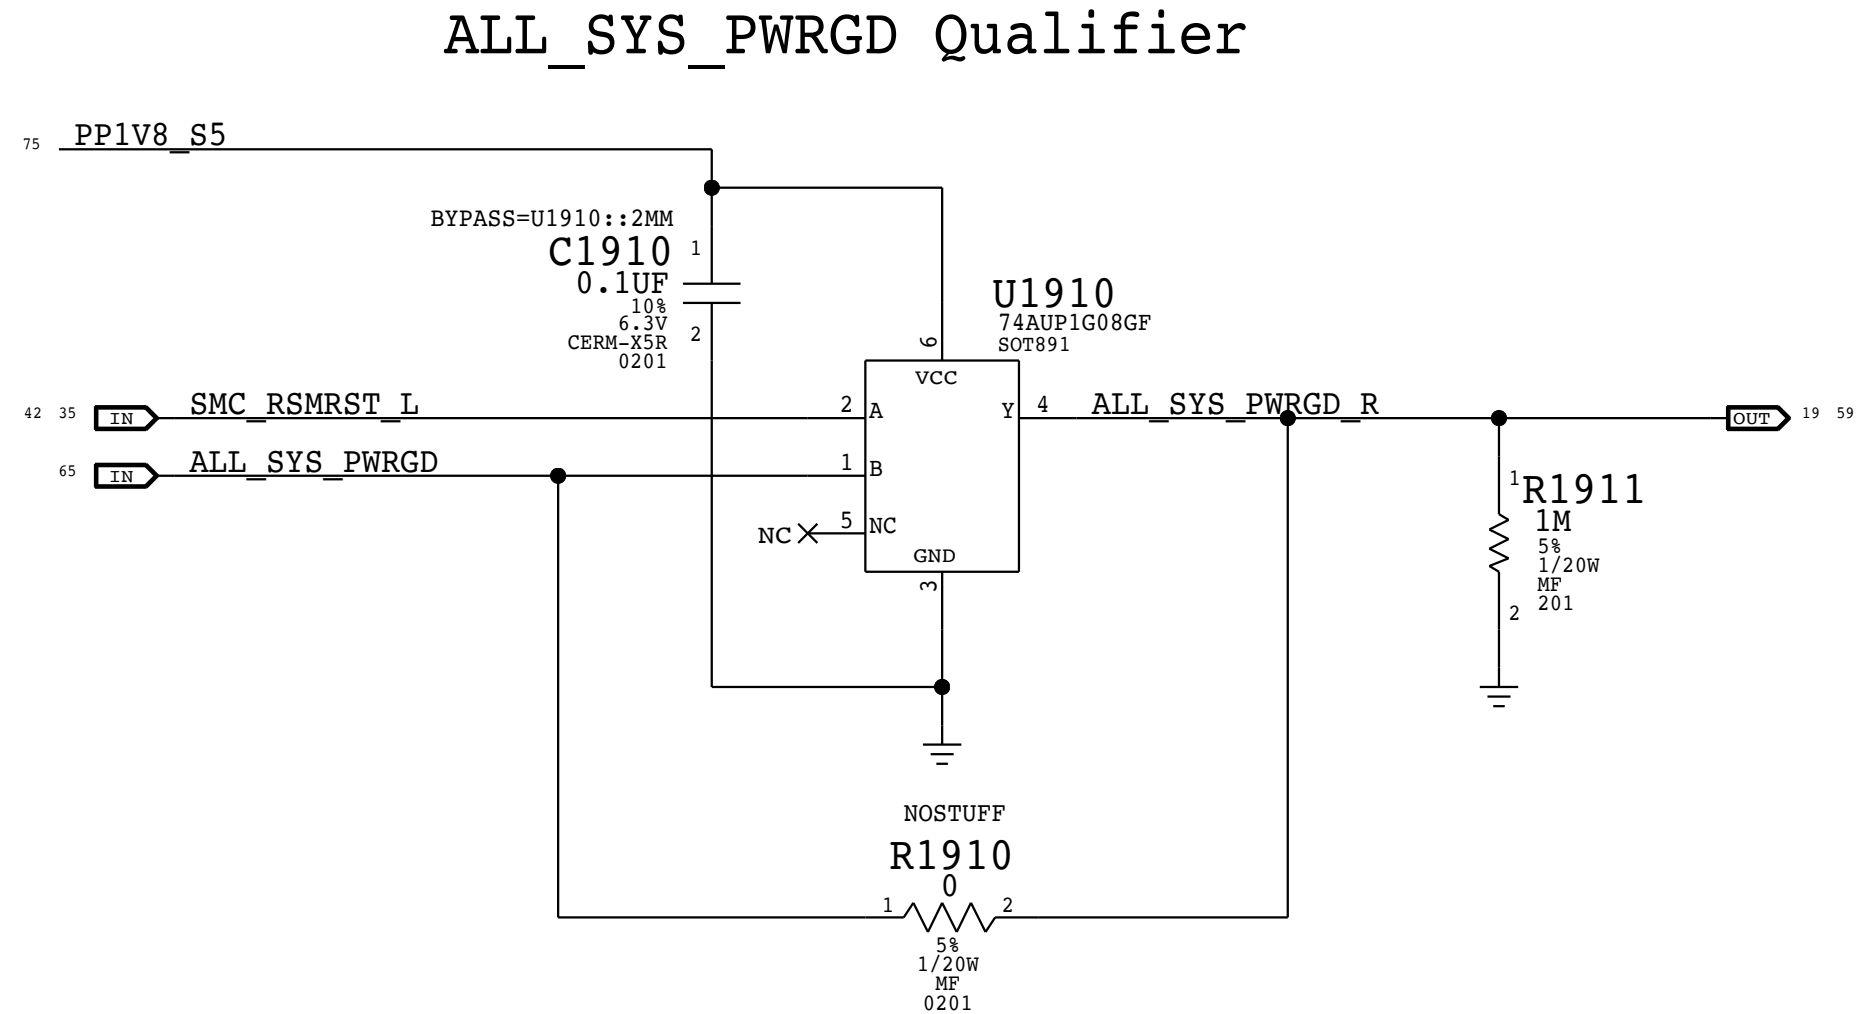 ALL_SYS_PWRGD Qualifier
75 PP1V8_S5
BYPASS=U1910::2MM
C1910 1
0.1UF
10%
6.3V
CERM-X5R 2
0201
U1910
74AUP1G08GF
SOT891
6
VCC
42 35 IN SMC_RSMRST_L 2 A Y 4 ALL_SYS_PWRGD_R OUT 19 59
65 IN ALL_SYS_PWRGD 1 B
NC 5 NC
GND
3
1 R1911
1M
5%
1/20W
MF
2 201
NOSTUFF
R1910
0
1 2
5%
1/20W
MF
0201